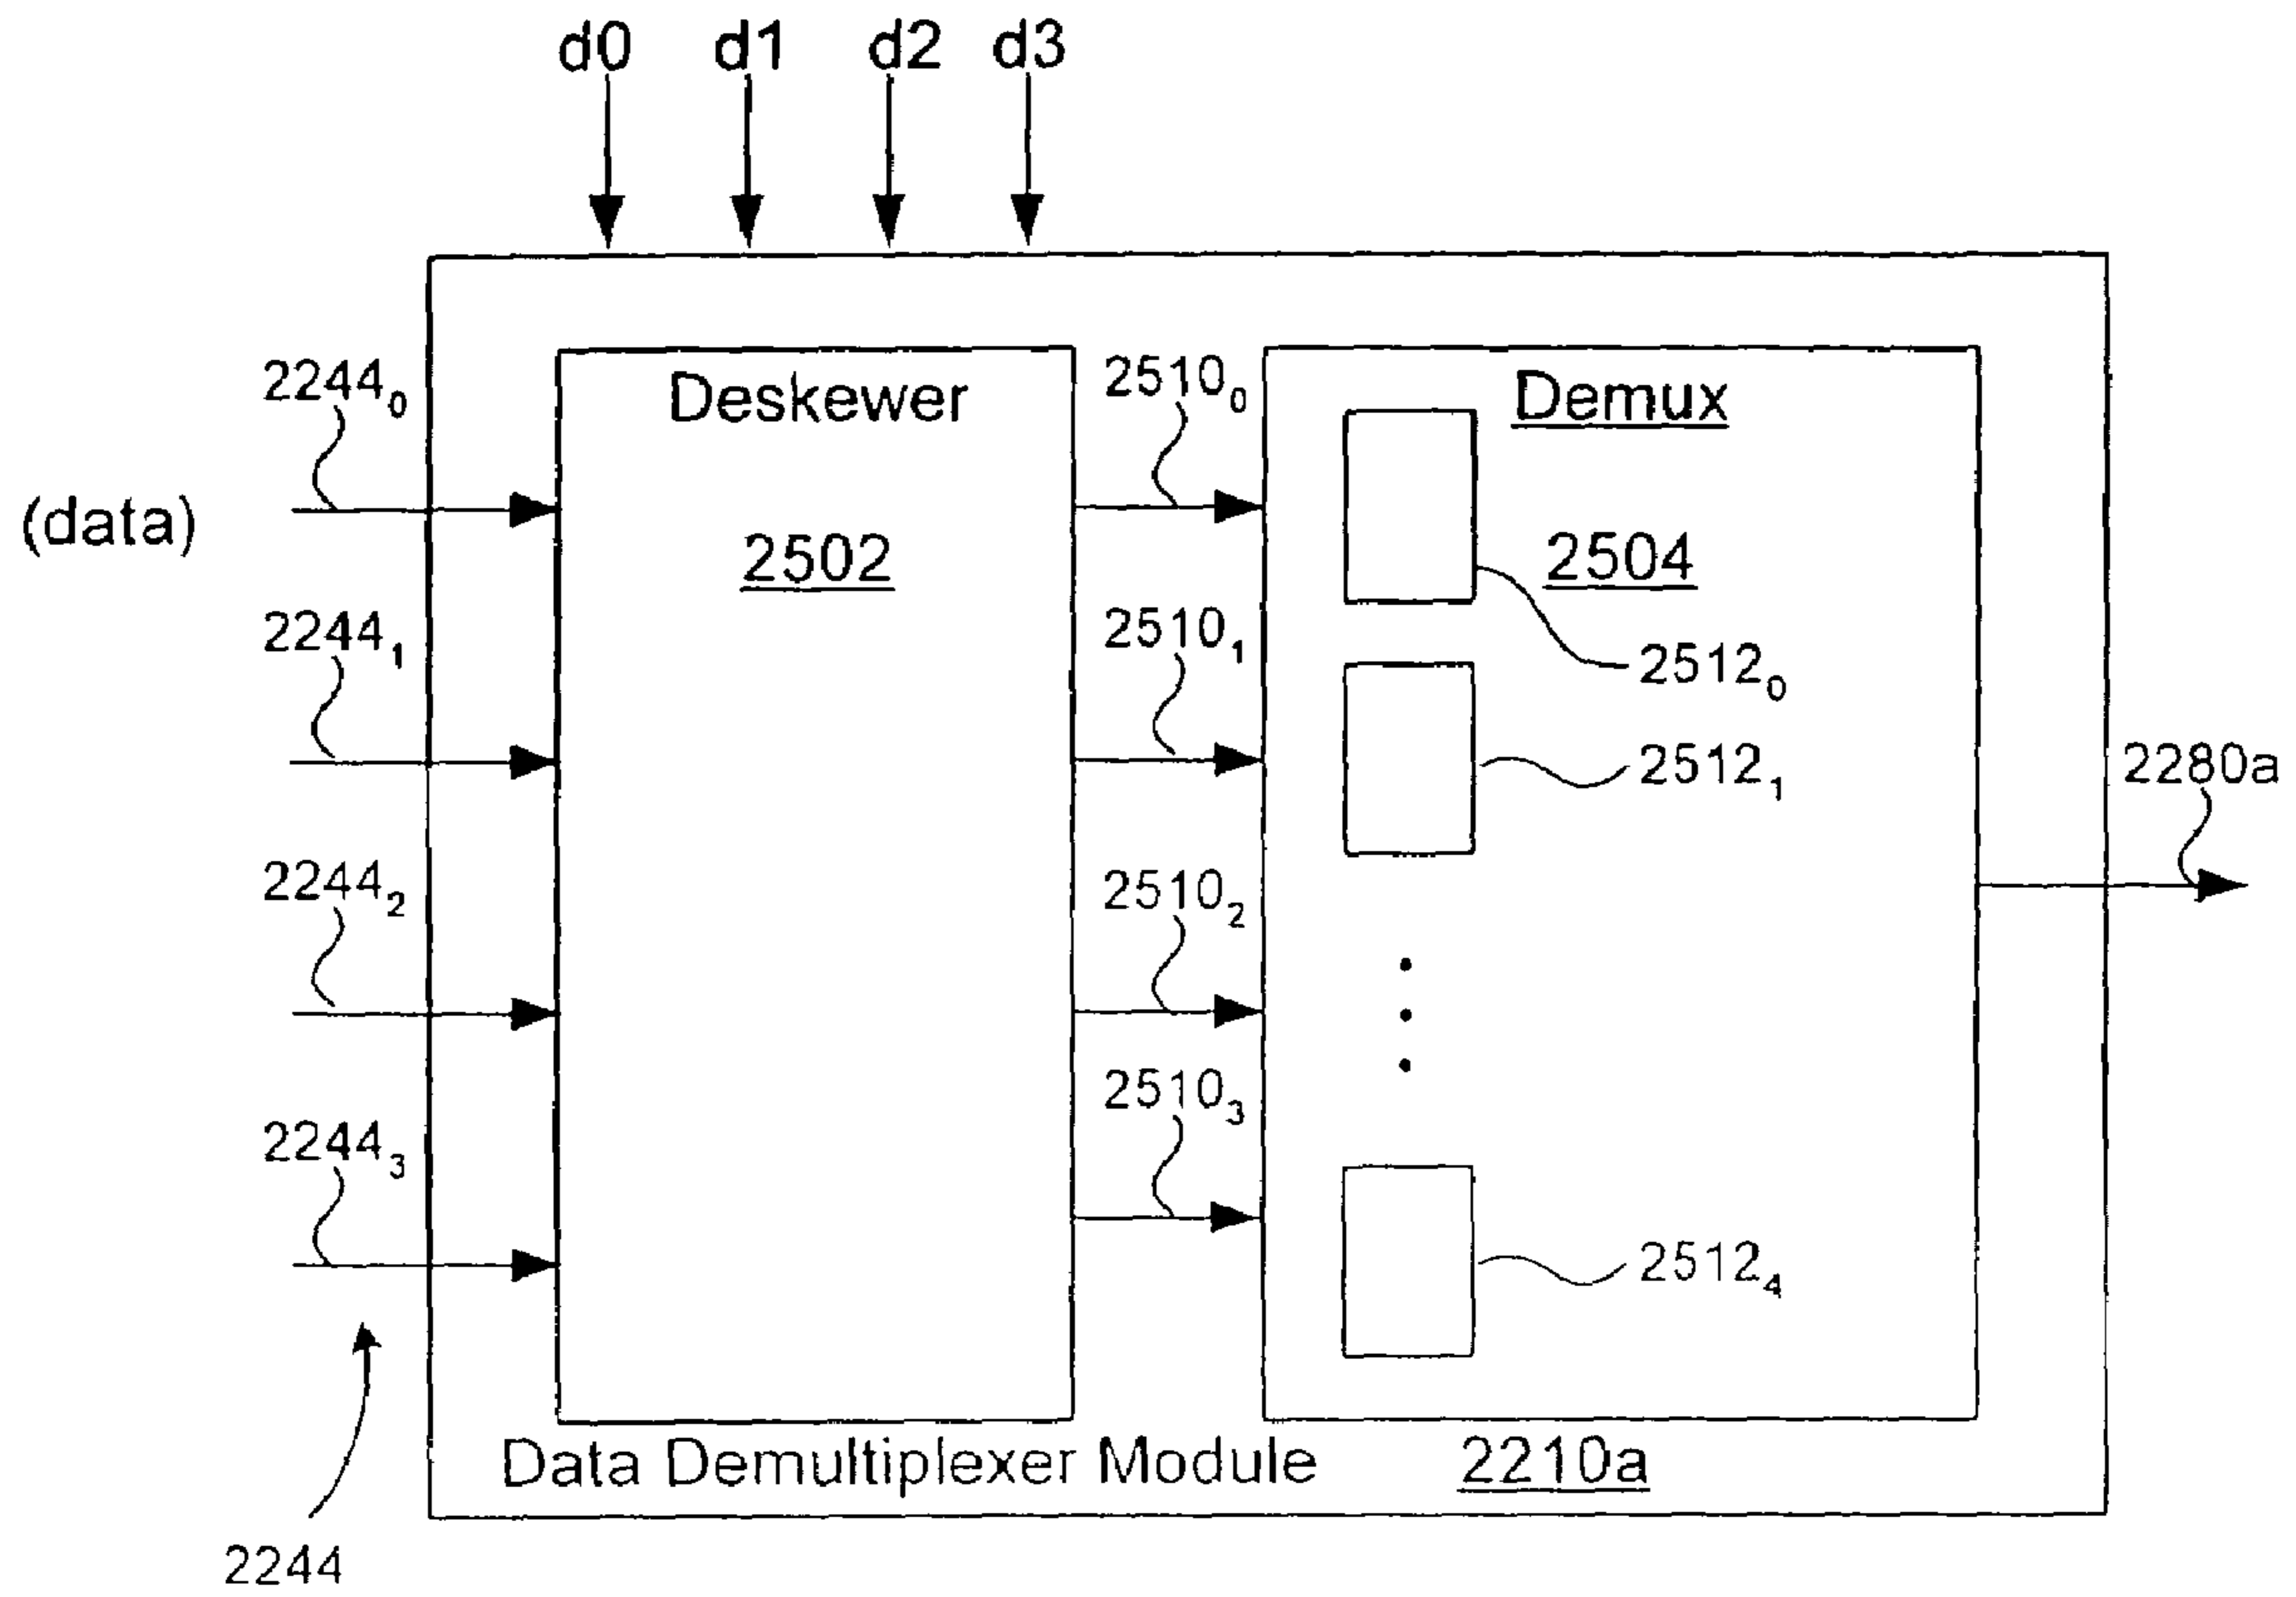 d0 d1 d2 d3
2244₀ Deskewer 2510₀ Demux
(data) 2502 2504
2244₁ 2510₁ 2512₀
2512₁ 2280a
2244₂ 2510₂
2244₃ 2510₃
2512₄
Data Demultiplexer Module 2210a
2244